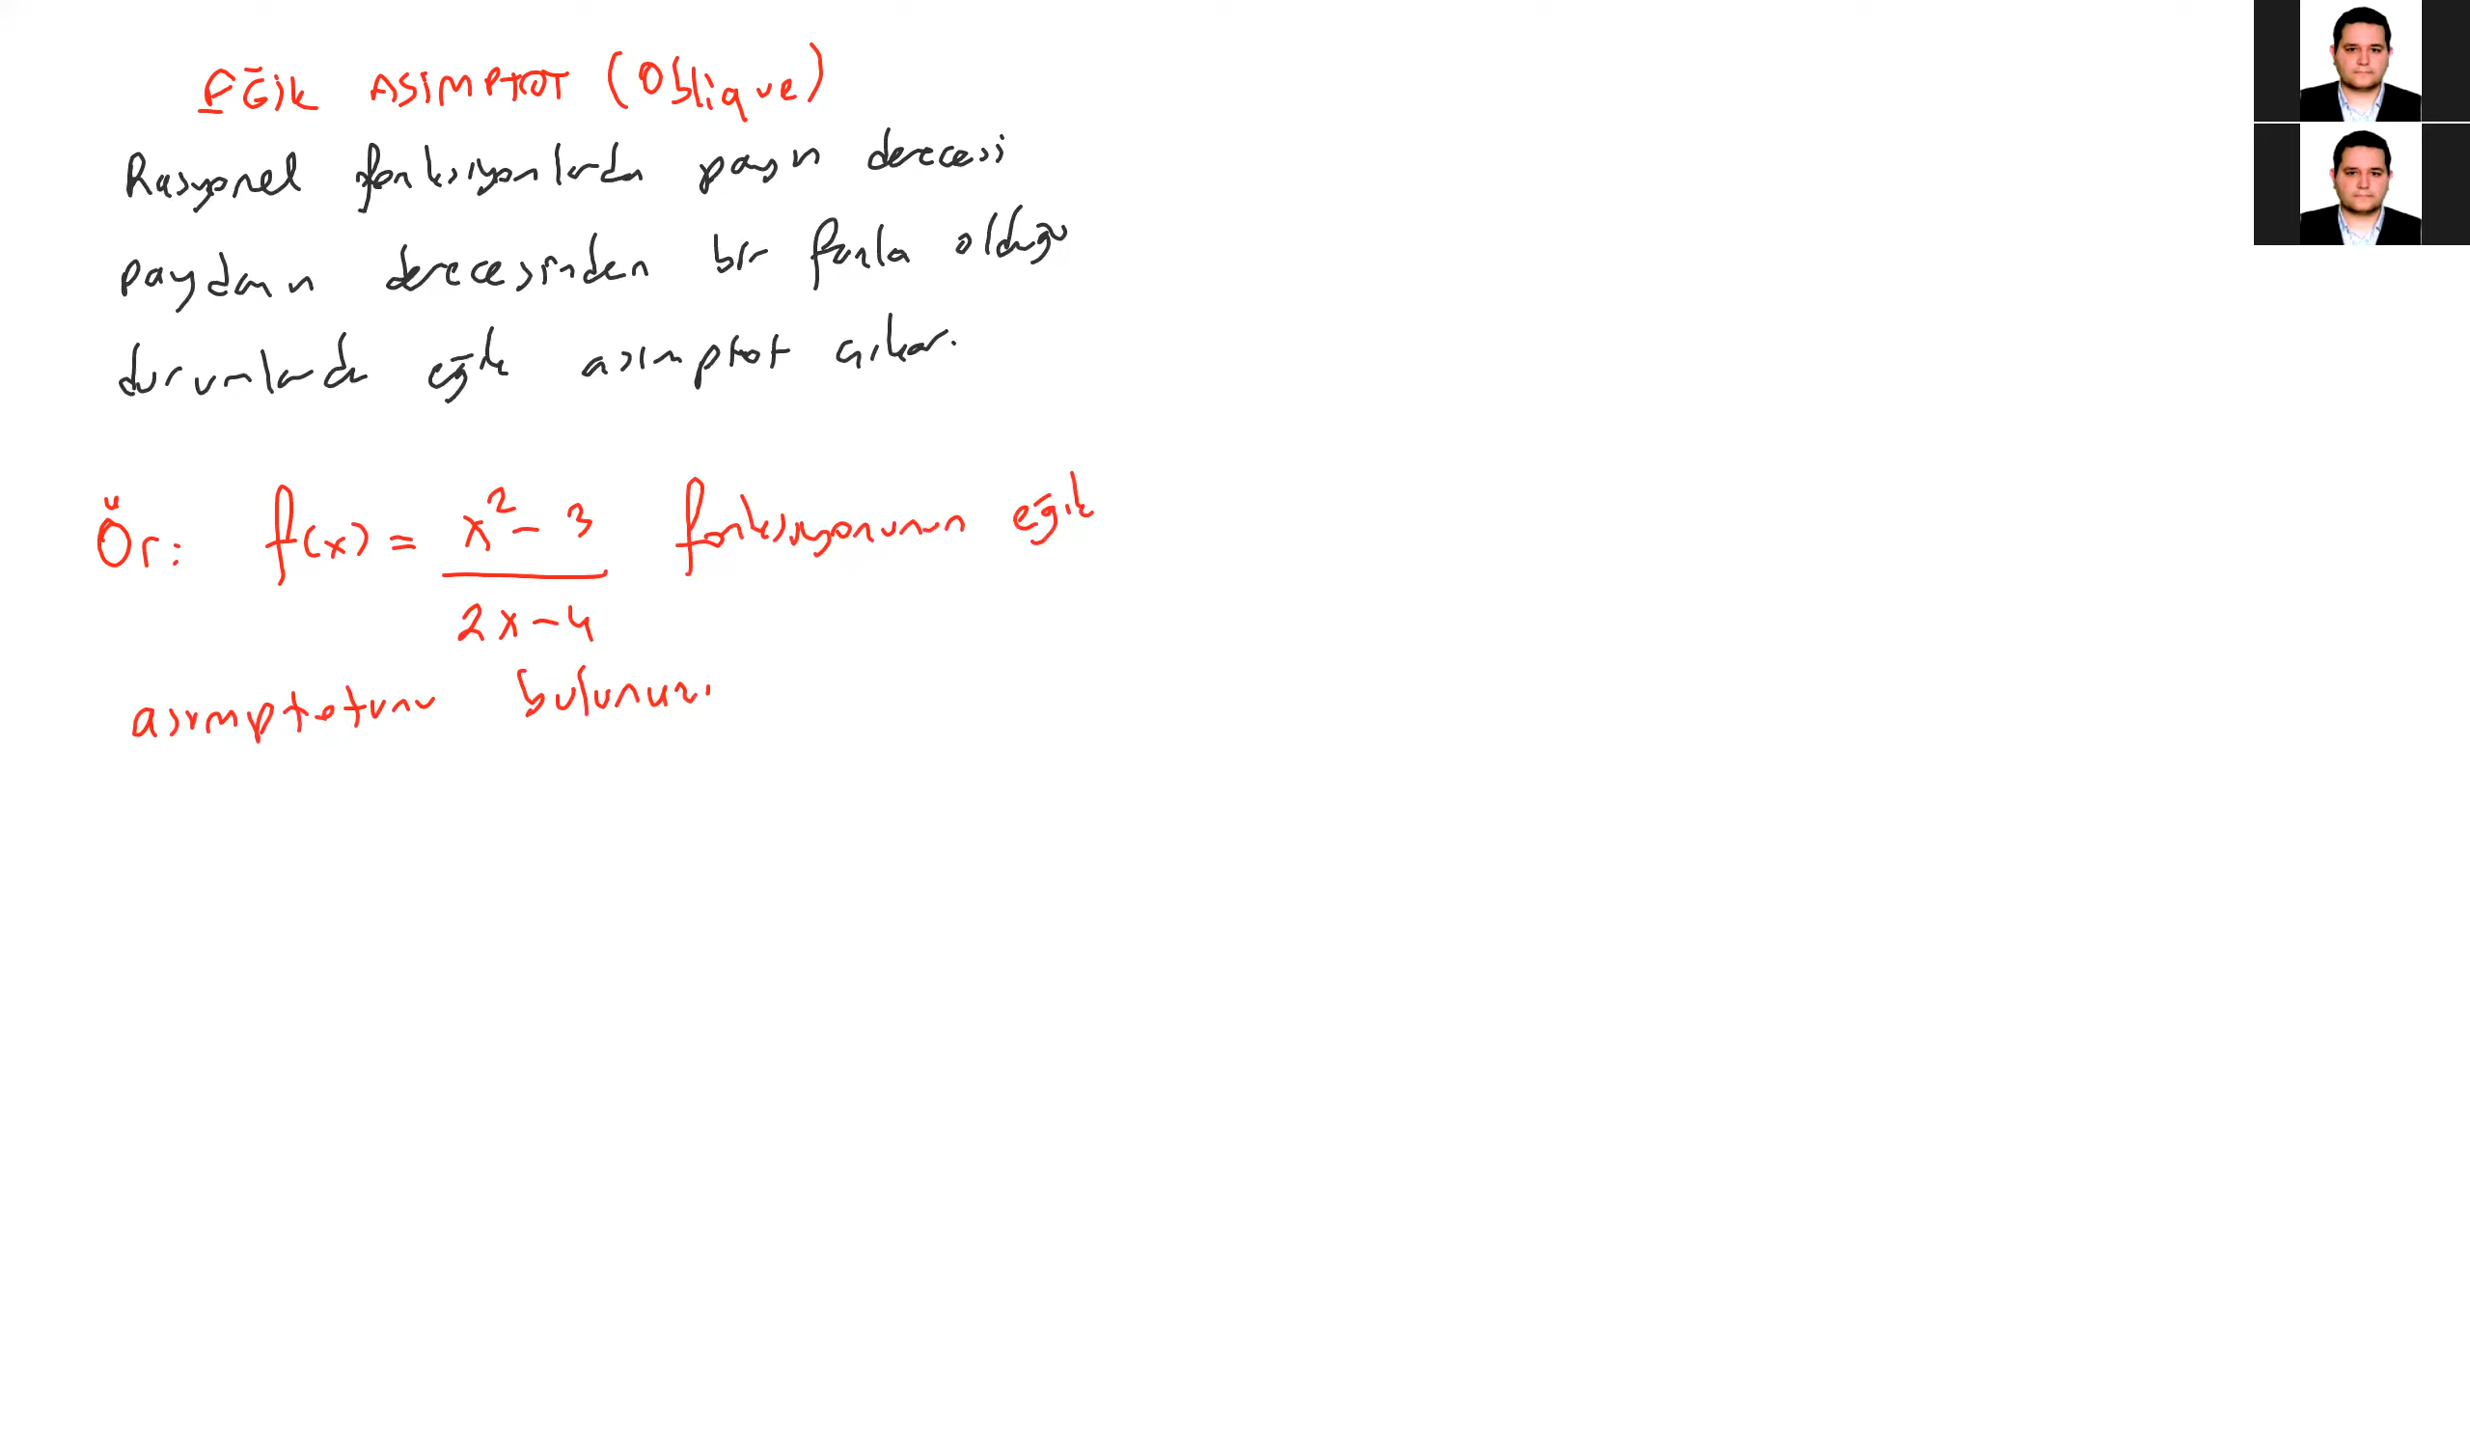 EĞİK ASİMPTOT (Oblique)
Rasyonel fonksiyonlarda payın derecesi
paydanın derecesinden bir fazla olduğu
durumlarda eğik asimptot çıkar.
Ör: f(x) = x² - 3 / 2x - 4 fonksiyonunun eğik
asimptotunu bulunuz.